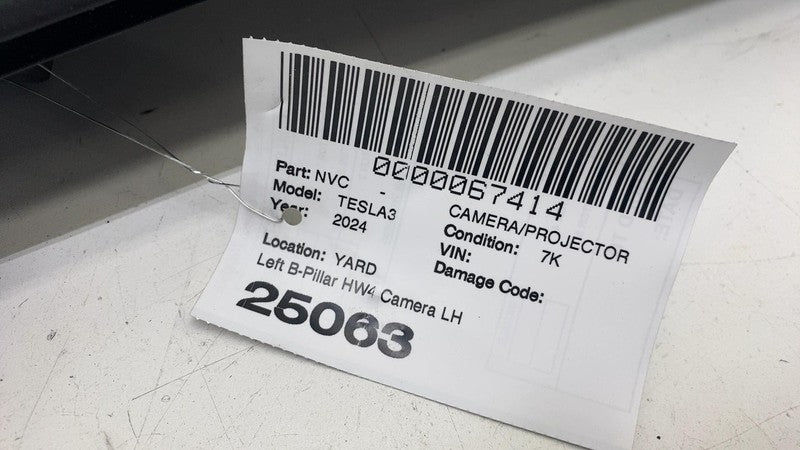 0000067414
Part: NVC - CAMERA/PROJECTOR
Model: TESLA3 Condition: 7K
Year: 2024 VIN:
Location: YARD Damage Code:
Left B-Pillar HW4 Camera LH
25063